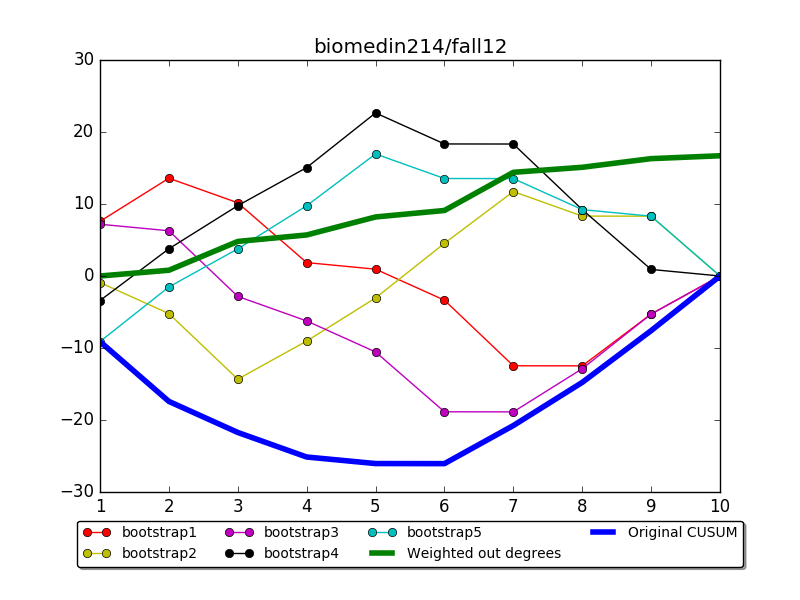 biomedin214/fall12
30
20
10
0
−10
−20
−30
1 2 3 4 5 6 7 8 9 10
bootstrap1 bootstrap3 bootstrap5 Original CUSUM
bootstrap2 bootstrap4 Weighted out degrees